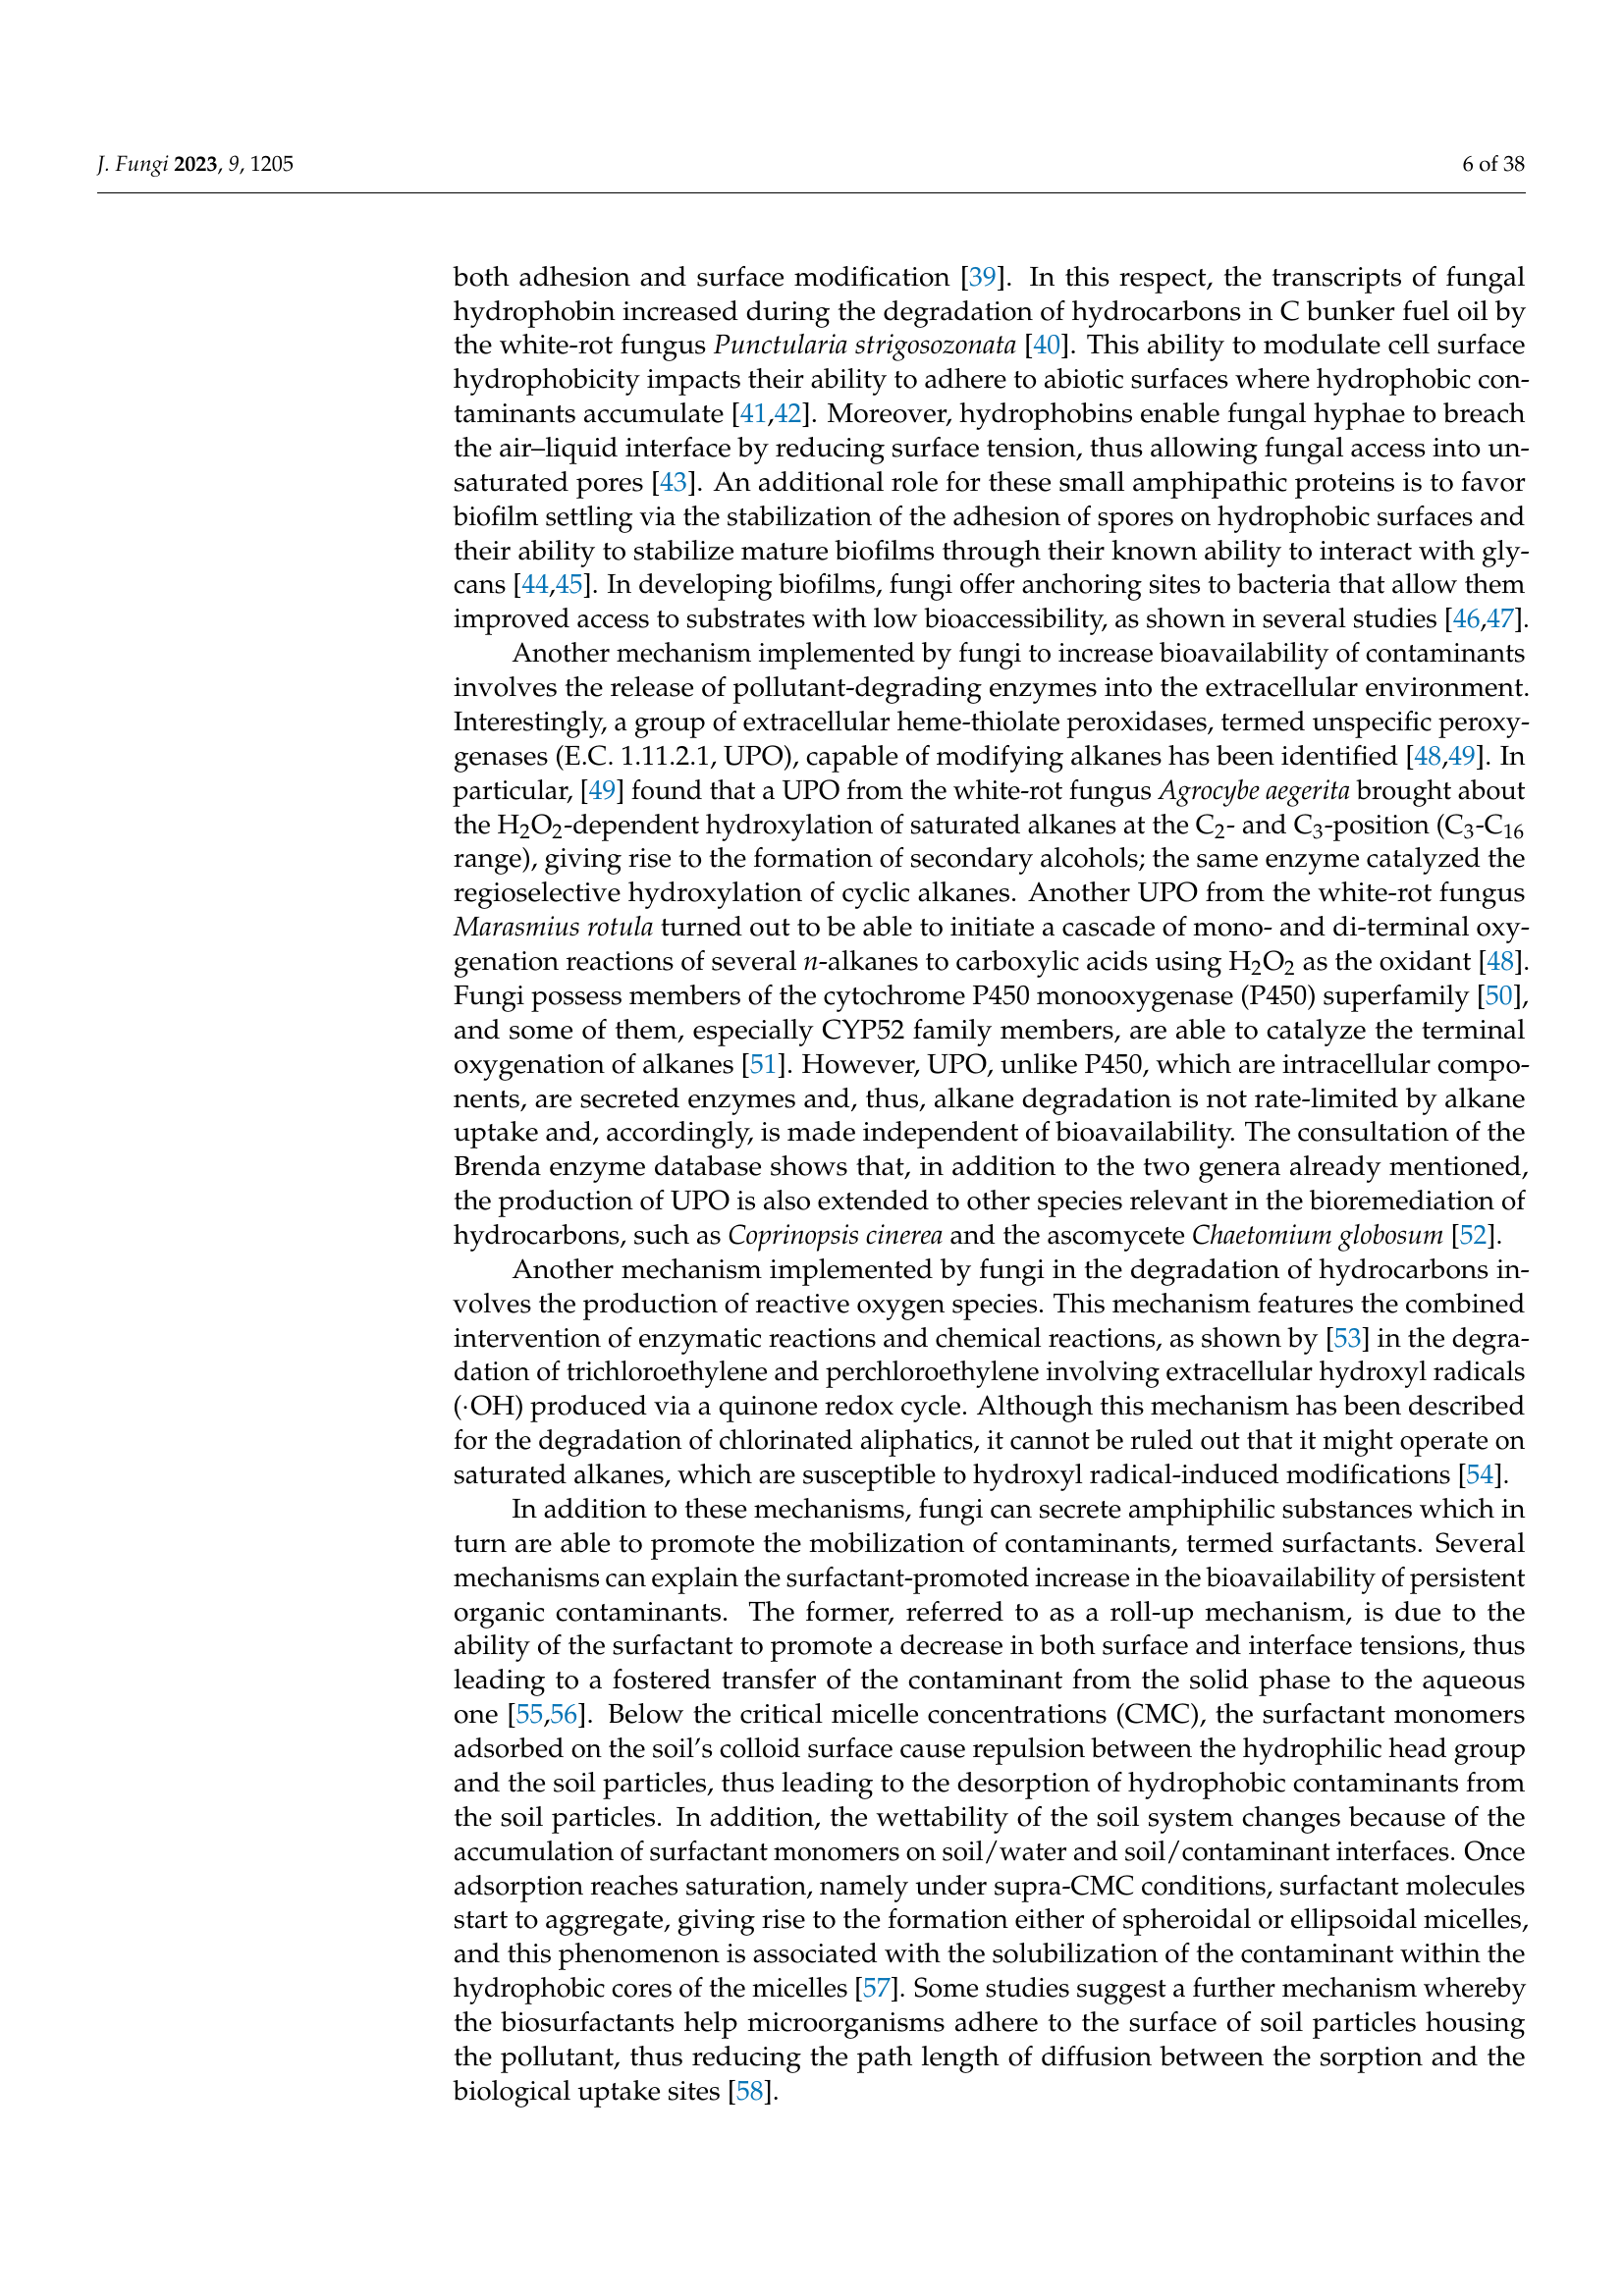 J. Fungi 2023, 9, 1205
6 of 38
both adhesion and surface modification [39]. In this respect, the transcripts of fungal
hydrophobin increased during the degradation of hydrocarbons in C bunker fuel oil by
the white-rot fungus Punctularia strigosozonata [40]. This ability to modulate cell surface
hydrophobicity impacts their ability to adhere to abiotic surfaces where hydrophobic con-
taminants accumulate [41,42]. Moreover, hydrophobins enable fungal hyphae to breach
the air–liquid interface by reducing surface tension, thus allowing fungal access into un-
saturated pores [43]. An additional role for these small amphipathic proteins is to favor
biofilm settling via the stabilization of the adhesion of spores on hydrophobic surfaces and
their ability to stabilize mature biofilms through their known ability to interact with gly-
cans [44,45]. In developing biofilms, fungi offer anchoring sites to bacteria that allow them
improved access to substrates with low bioaccessibility, as shown in several studies [46,47].
Another mechanism implemented by fungi to increase bioavailability of contaminants
involves the release of pollutant-degrading enzymes into the extracellular environment.
Interestingly, a group of extracellular heme-thiolate peroxidases, termed unspecific peroxy-
genases (E.C. 1.11.2.1, UPO), capable of modifying alkanes has been identified [48,49]. In
particular, [49] found that a UPO from the white-rot fungus Agrocybe aegerita brought about
the H₂O₂-dependent hydroxylation of saturated alkanes at the C₂- and C₃-position (C₃-C₁₆
range), giving rise to the formation of secondary alcohols; the same enzyme catalyzed the
regioselective hydroxylation of cyclic alkanes. Another UPO from the white-rot fungus
Marasmius rotula turned out to be able to initiate a cascade of mono- and di-terminal oxy-
genation reactions of several n-alkanes to carboxylic acids using H₂O₂ as the oxidant [48].
Fungi possess members of the cytochrome P450 monooxygenase (P450) superfamily [50],
and some of them, especially CYP52 family members, are able to catalyze the terminal
oxygenation of alkanes [51]. However, UPO, unlike P450, which are intracellular compo-
nents, are secreted enzymes and, thus, alkane degradation is not rate-limited by alkane
uptake and, accordingly, is made independent of bioavailability. The consultation of the
Brenda enzyme database shows that, in addition to the two genera already mentioned,
the production of UPO is also extended to other species relevant in the bioremediation of
hydrocarbons, such as Coprinopsis cinerea and the ascomycete Chaetomium globosum [52].
Another mechanism implemented by fungi in the degradation of hydrocarbons in-
volves the production of reactive oxygen species. This mechanism features the combined
intervention of enzymatic reactions and chemical reactions, as shown by [53] in the degra-
dation of trichloroethylene and perchloroethylene involving extracellular hydroxyl radicals
(·OH) produced via a quinone redox cycle. Although this mechanism has been described
for the degradation of chlorinated aliphatics, it cannot be ruled out that it might operate on
saturated alkanes, which are susceptible to hydroxyl radical-induced modifications [54].
In addition to these mechanisms, fungi can secrete amphiphilic substances which in
turn are able to promote the mobilization of contaminants, termed surfactants. Several
mechanisms can explain the surfactant-promoted increase in the bioavailability of persistent
organic contaminants. The former, referred to as a roll-up mechanism, is due to the
ability of the surfactant to promote a decrease in both surface and interface tensions, thus
leading to a fostered transfer of the contaminant from the solid phase to the aqueous
one [55,56]. Below the critical micelle concentrations (CMC), the surfactant monomers
adsorbed on the soil's colloid surface cause repulsion between the hydrophilic head group
and the soil particles, thus leading to the desorption of hydrophobic contaminants from
the soil particles. In addition, the wettability of the soil system changes because of the
accumulation of surfactant monomers on soil/water and soil/contaminant interfaces. Once
adsorption reaches saturation, namely under supra-CMC conditions, surfactant molecules
start to aggregate, giving rise to the formation either of spheroidal or ellipsoidal micelles,
and this phenomenon is associated with the solubilization of the contaminant within the
hydrophobic cores of the micelles [57]. Some studies suggest a further mechanism whereby
the biosurfactants help microorganisms adhere to the surface of soil particles housing
the pollutant, thus reducing the path length of diffusion between the sorption and the
biological uptake sites [58].